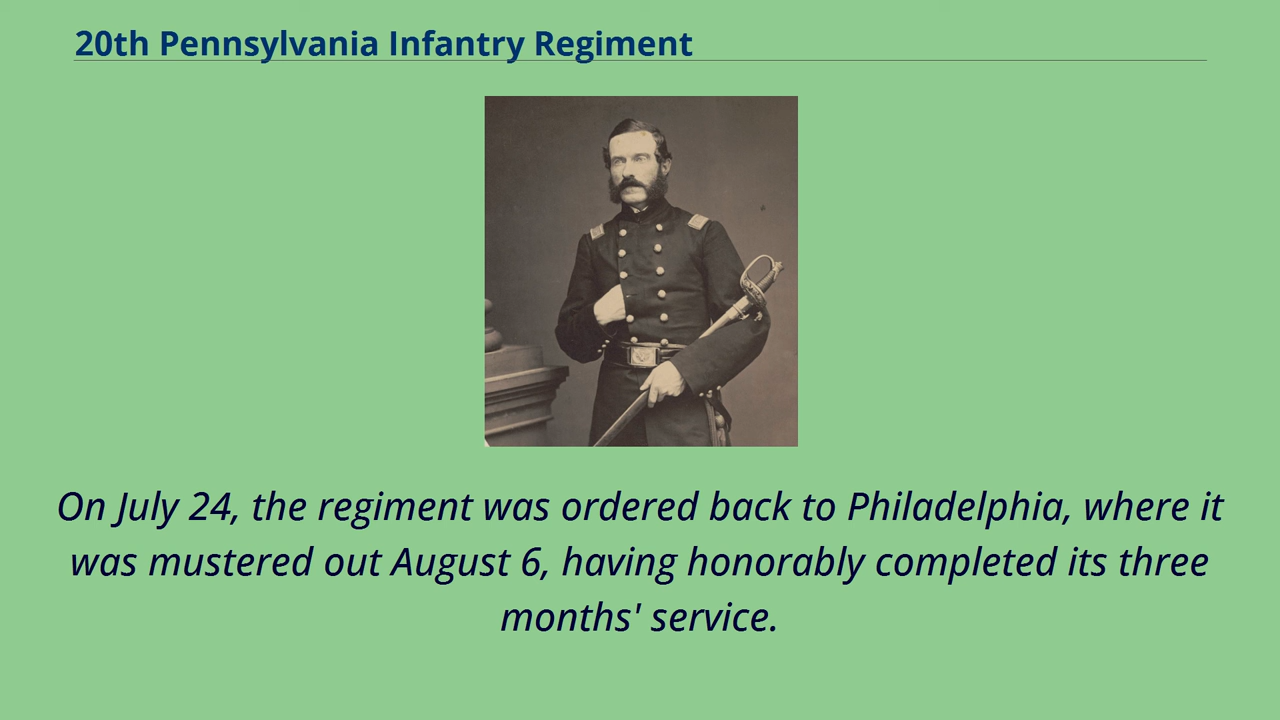 20th Pennsylvania Infantry Regiment
On July 24, the regiment was ordered back to Philadelphia, where it
was mustered out August 6, having honorably completed its three
months' service.